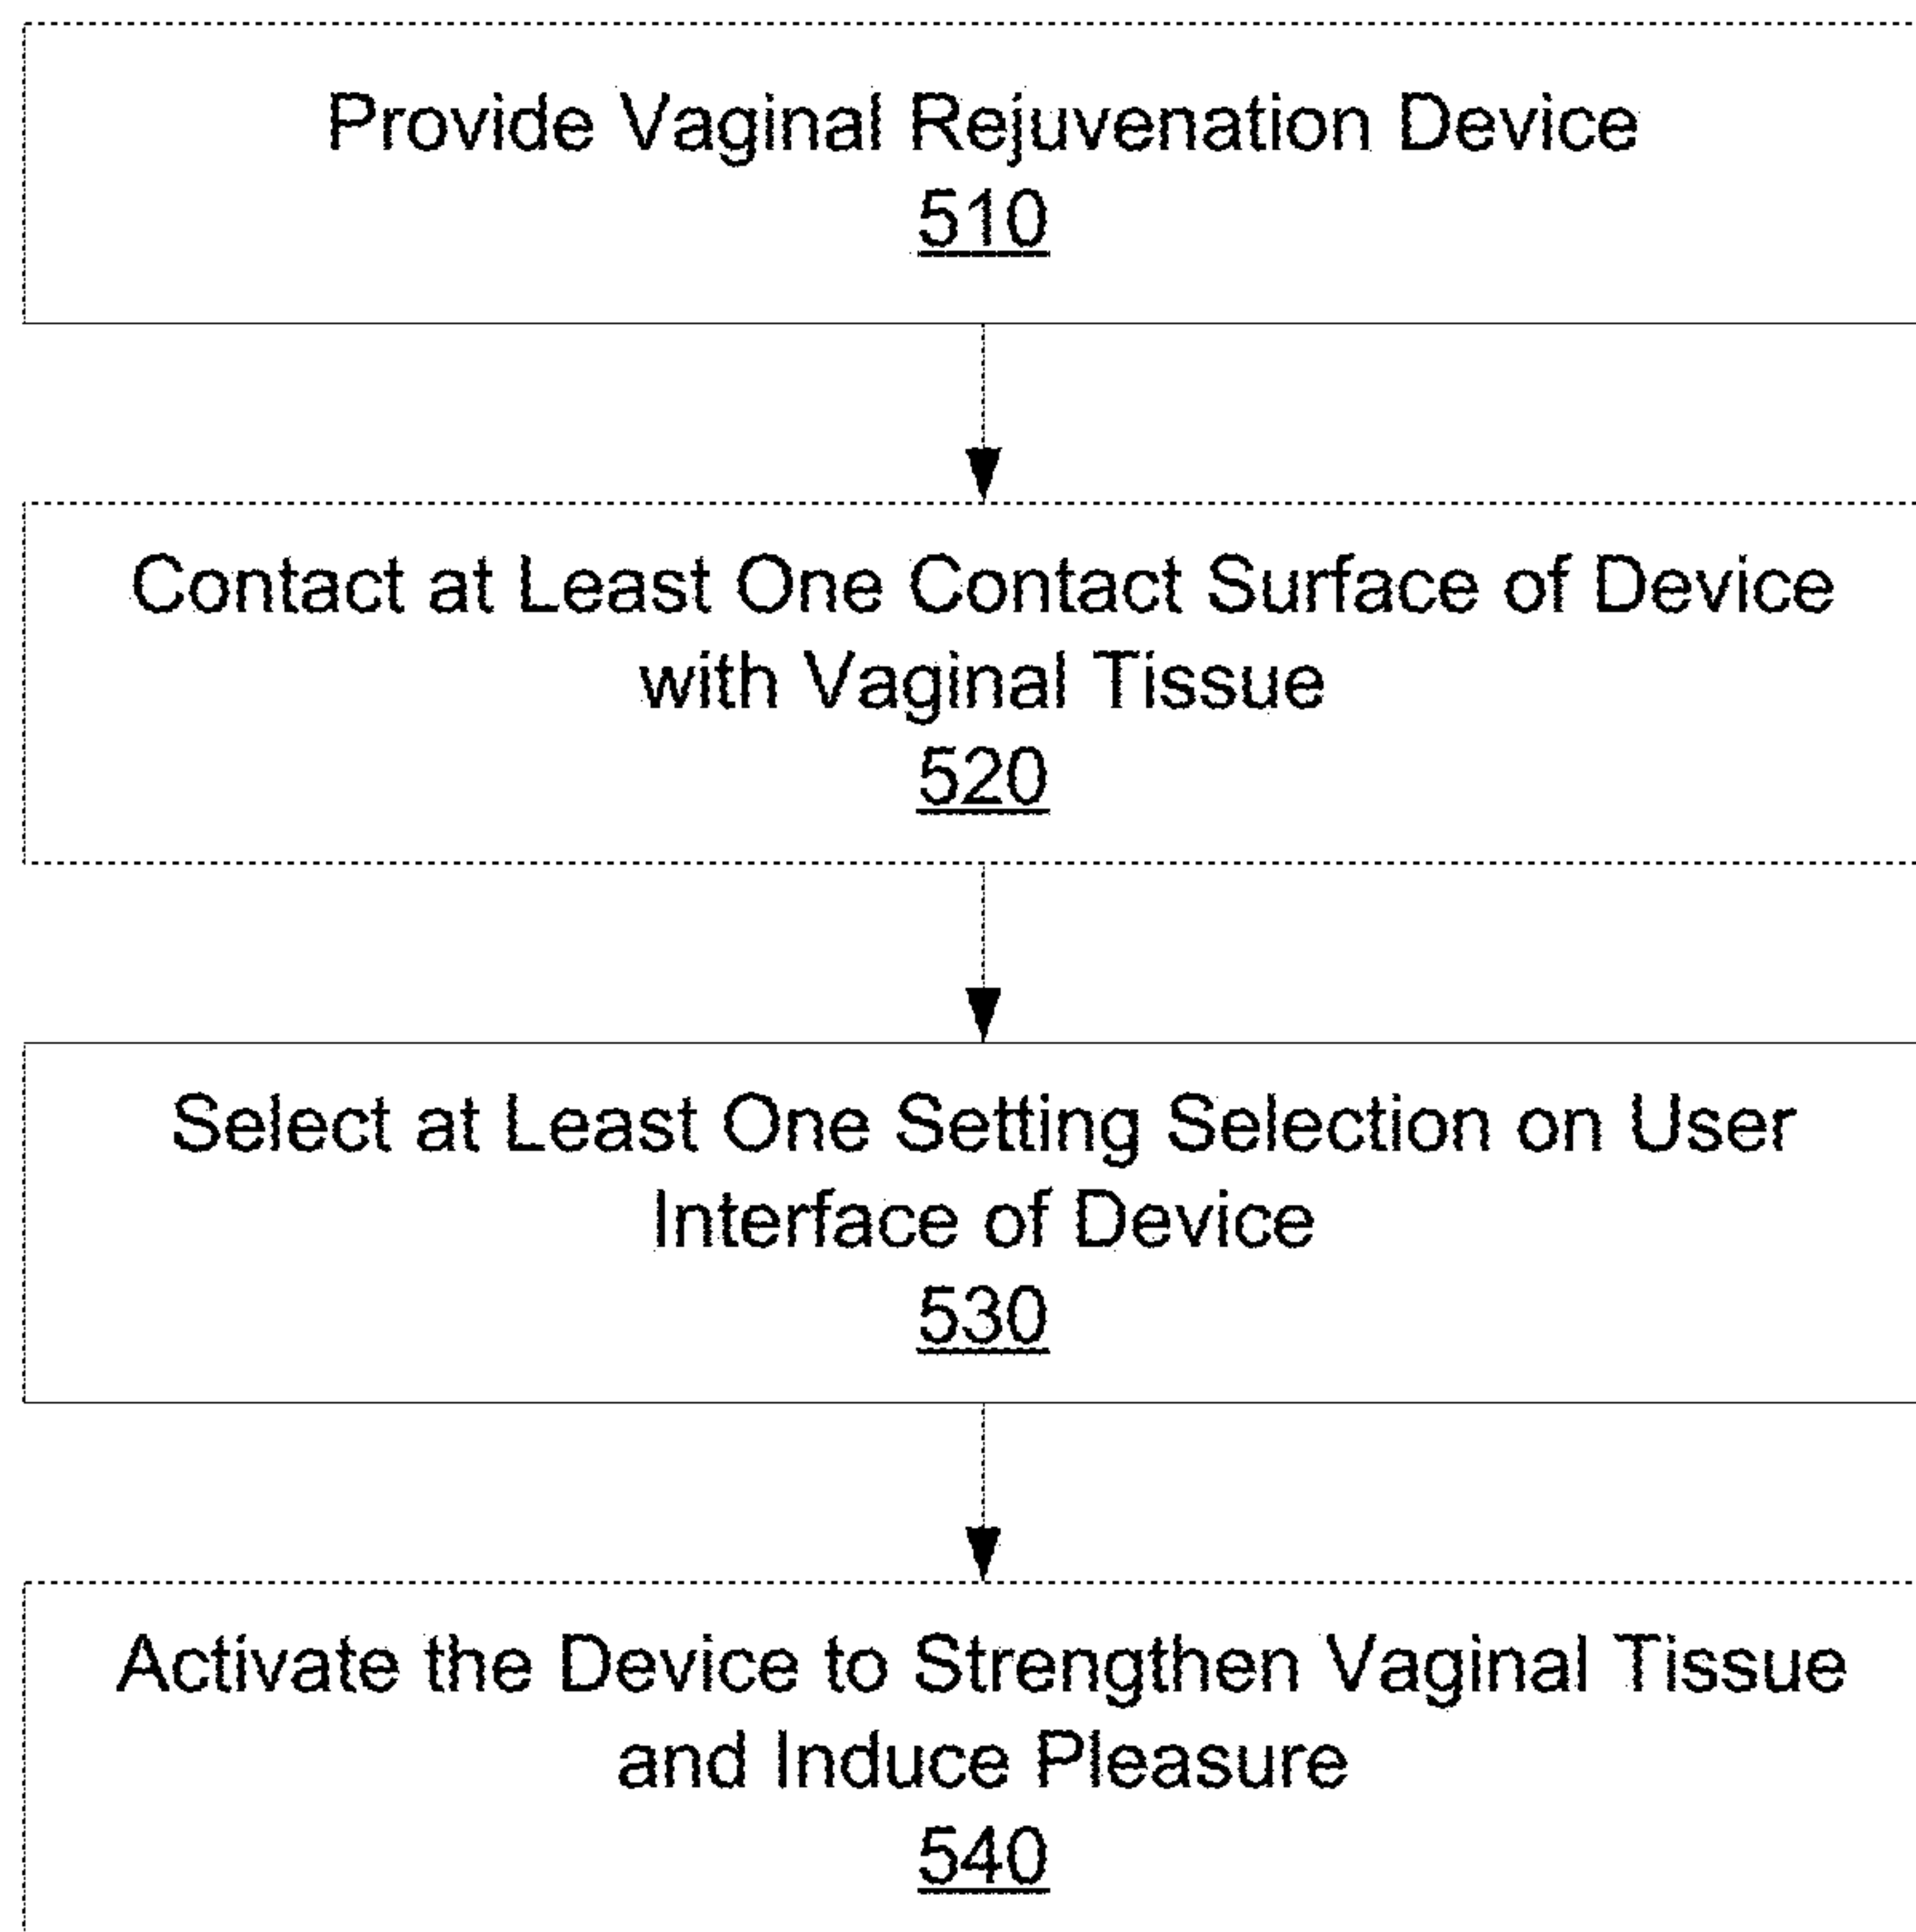 Provide Vaginal Rejuvenation Device
510
Contact at Least One Contact Surface of Device
with Vaginal Tissue
520
Select at Least One Setting Selection on User
Interface of Device
530
Activate the Device to Strengthen Vaginal Tissue
and Induce Pleasure
540